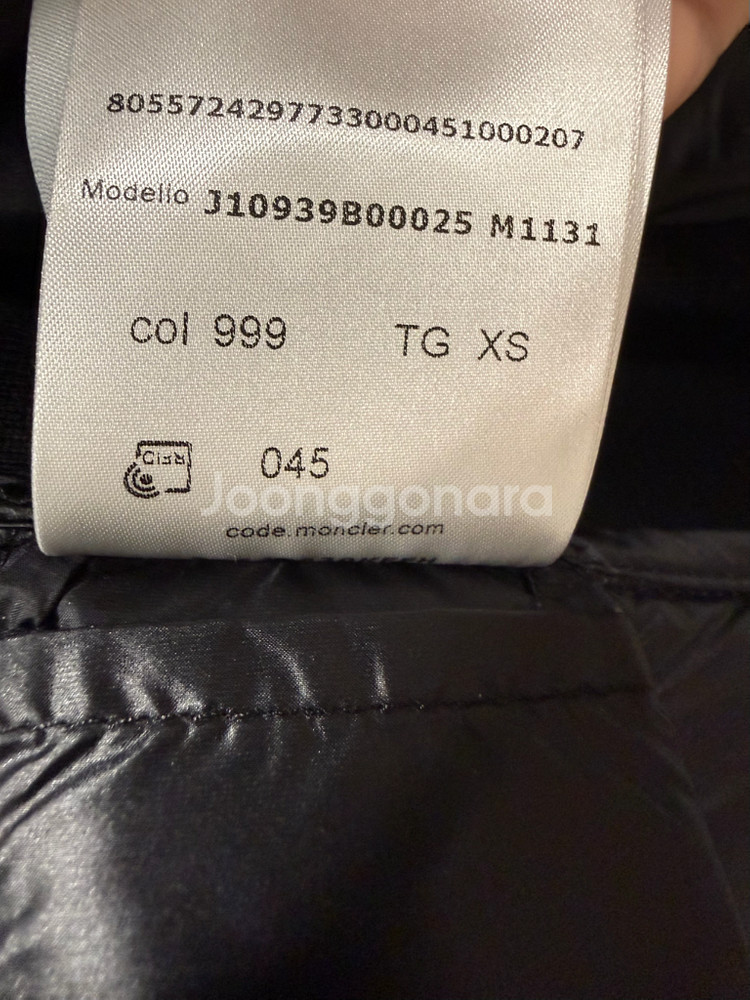 8055724297733000451000207
Modello J10939B00025 M1131
col 999 TG XS
RFID 045
Joonggonara
code.moncler.com